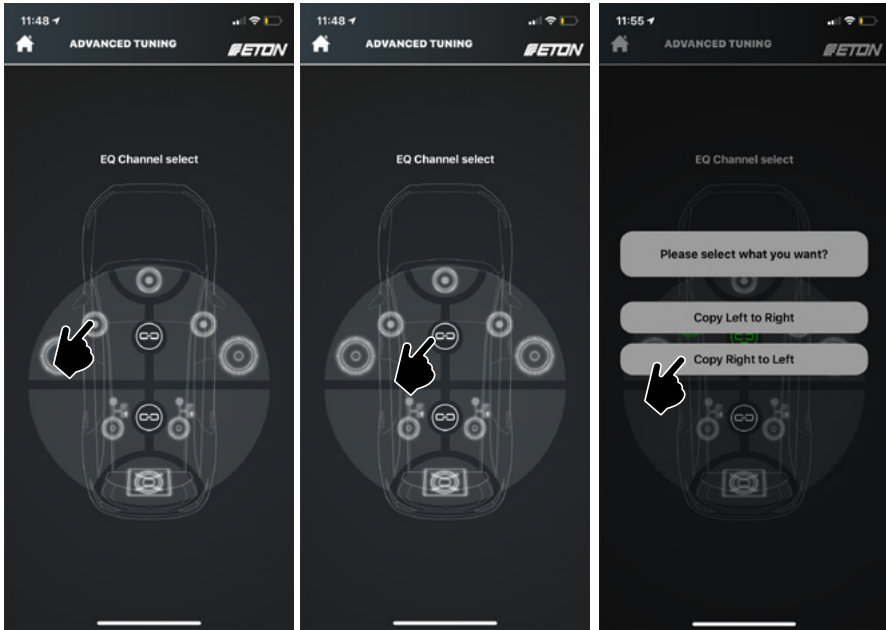 11:48
ADVANCED TUNING
ETON
EQ Channel select
11:48
ADVANCED TUNING
ETON
EQ Channel select
11:55
ADVANCED TUNING
ETON
EQ Channel select
Please select what you want?
Copy Left to Right
Copy Right to Left